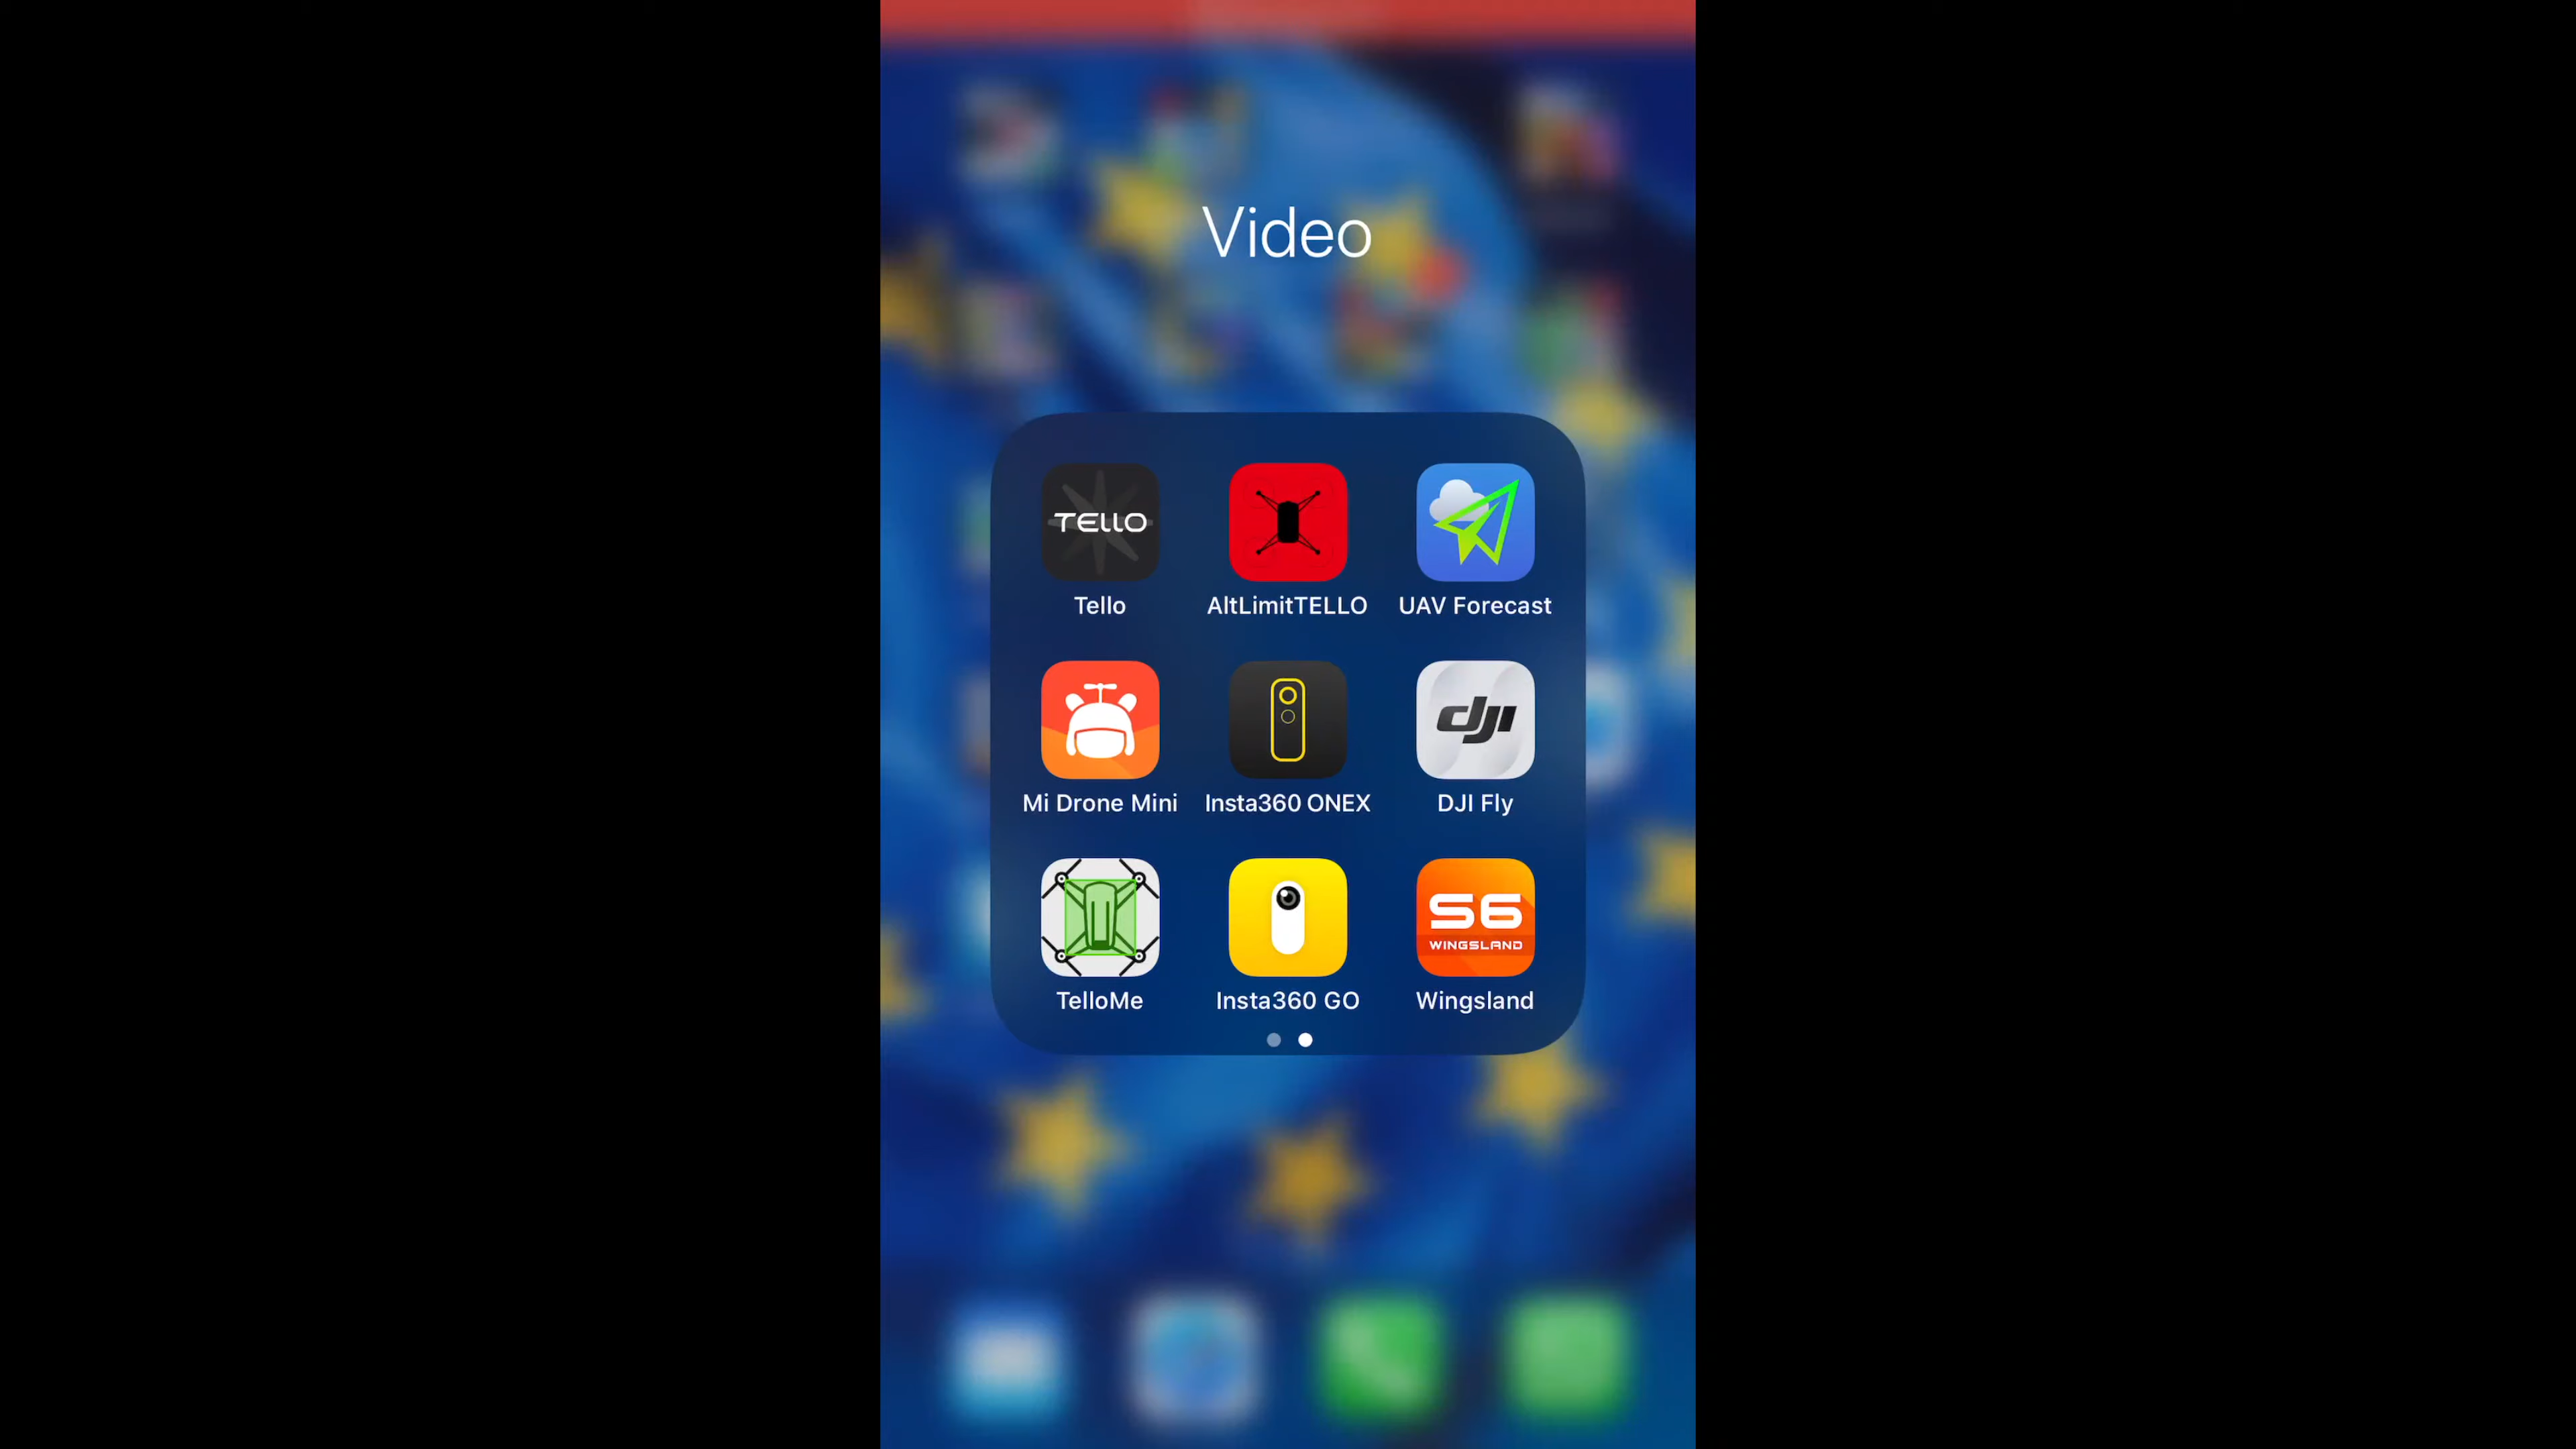 Video
TELLO
Tello AltLimitTELLO UAV Forecast
dji
Mi Drone Mini Insta360 ONEX DJI Fly
S6
WINGSLAND
TelloMe Insta360 GO Wingsland